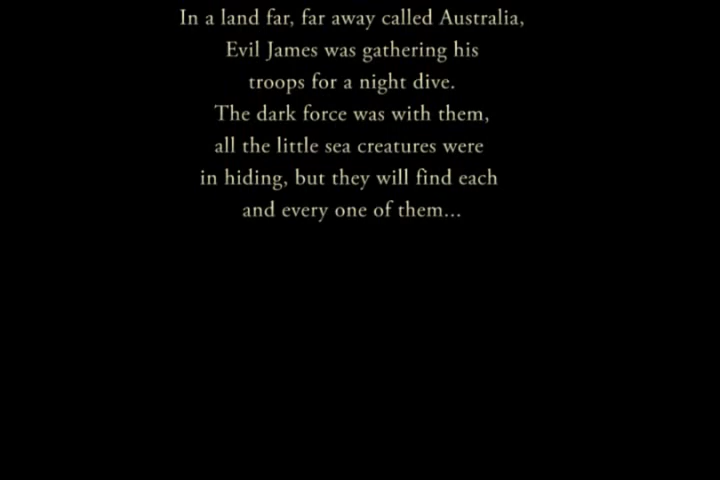 In a land far, far away called Australia,
Evil James was gathering his
troops for a night dive.
The dark force was with them,
all the little sea creatures were
in hiding, but they will find each
and every one of them...